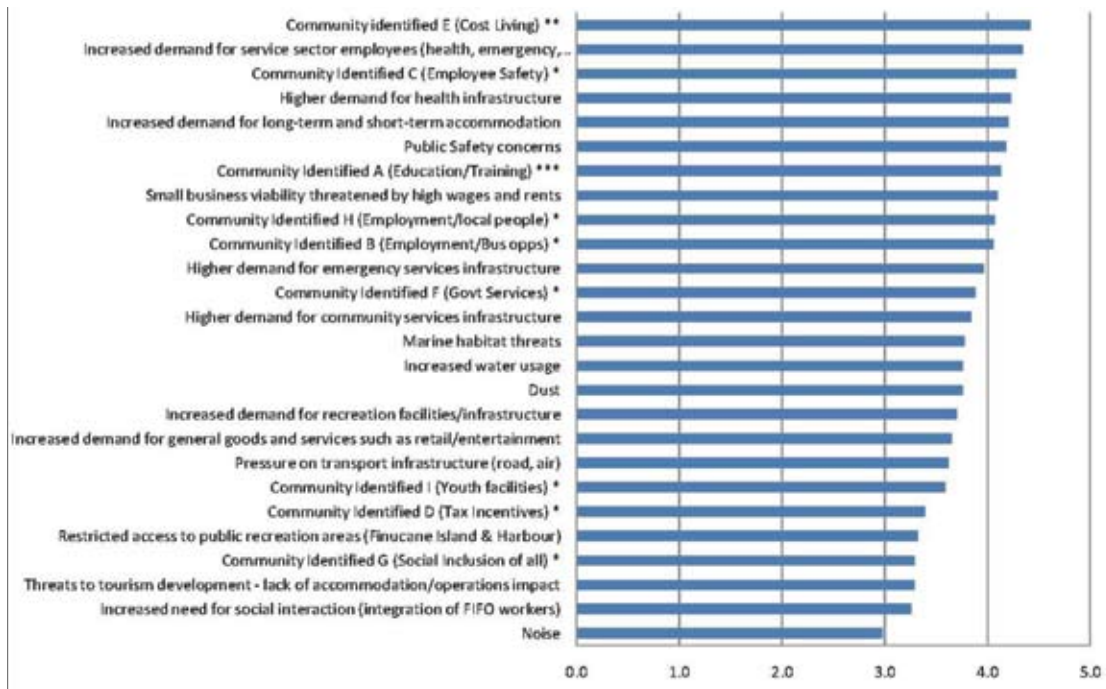 Community identified E (Cost Living) **
Increased demand for service sector employees (health, emergency,...
Community Identified C (Employee Safety) *
Higher demand for health infrastructure
Increased demand for long-term and short-term accommodation
Public Safety concerns
Community Identified A (Education/Training) ***
Small business viability threatened by high wages and rents
Community Identified H (Employment/local people) *
Community Identified B (Employment/Bus opps) *
Higher demand for emergency services infrastructure
Community Identified F (Govt Services) *
Higher demand for community services infrastructure
Marine habitat threats
Increased water usage
Dust
Increased demand for recreation facilities/infrastructure
Increased demand for general goods and services such as retail/entertainment
Pressure on transport infrastructure (road, air)
Community Identified I (Youth facilities) *
Community Identified D (Tax Incentives) *
Restricted access to public recreation areas (Finucane Island & Harbour)
Community Identified G (Social Inclusion of all) *
Threats to tourism development - lack of accommodation/operations impact
Increased need for social interaction (integration of FIFO workers)
Noise
0.0 1.0 2.0 3.0 4.0 5.0